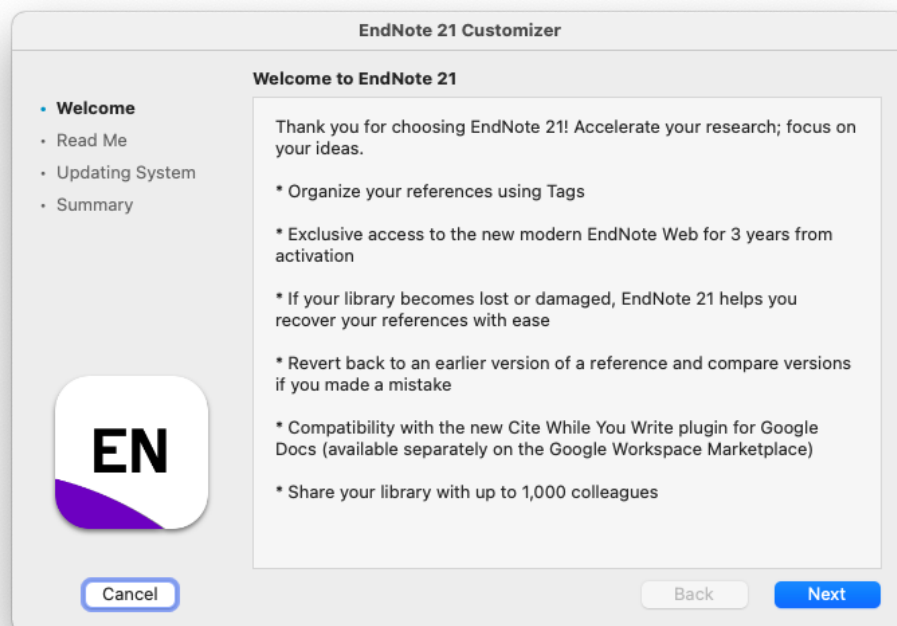 EndNote 21 Customizer
Welcome to EndNote 21
• Welcome
• Read Me
• Updating System
• Summary
Thank you for choosing EndNote 21! Accelerate your research; focus on
your ideas.
* Organize your references using Tags
* Exclusive access to the new modern EndNote Web for 3 years from
activation
* If your library becomes lost or damaged, EndNote 21 helps you
recover your references with ease
* Revert back to an earlier version of a reference and compare versions
if you made a mistake
* Compatibility with the new Cite While You Write plugin for Google
Docs (available separately on the Google Workspace Marketplace)
* Share your library with up to 1,000 colleagues
EN
Cancel
Back
Next